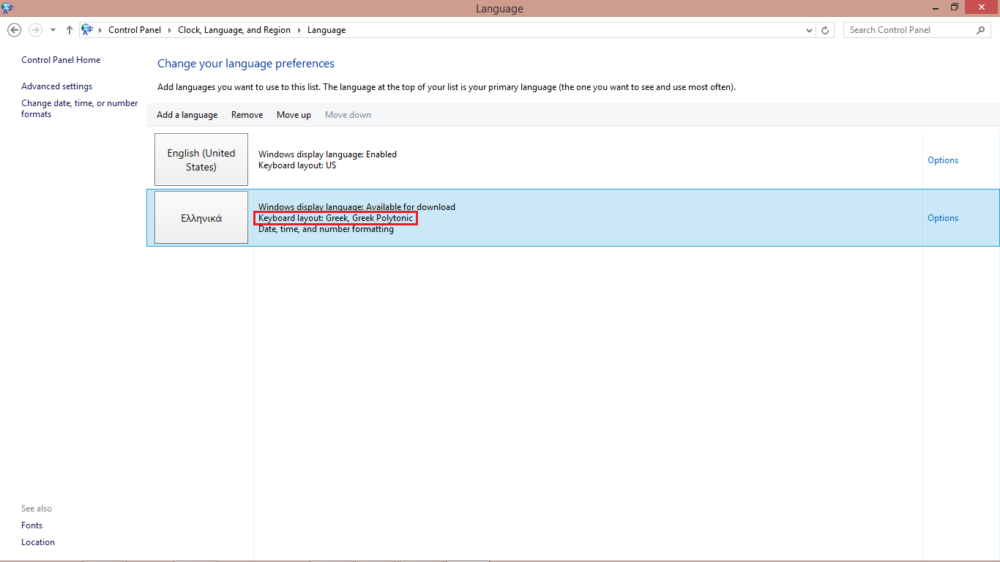 Language
Control Panel
Clock, Language, and Region
Language
Search Control Panel
Control Panel Home
Advanced settings
Change date, time, or number
formats
Change your language preferences
Add languages you want to use to this list. The language at the top of your list is your primary language (the one you want to see and use most often).
Add a language
Remove
Move up
Move down
English (United
States)
Windows display language: Enabled
Keyboard layout: US
Options
Ελληνικά
Windows display language: Available for download
Keyboard layout: Greek, Greek Polytonic
Date, time, and number formatting
Options
See also
Fonts
Location